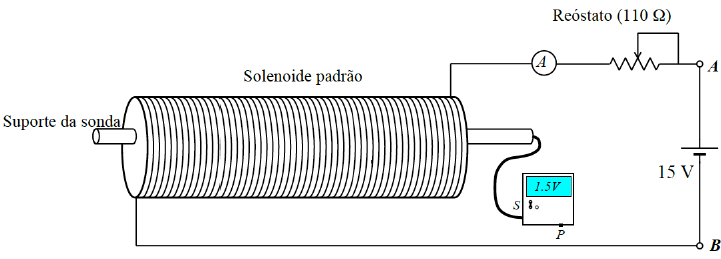 Reóstato (110 Ω)
A
A
Solenoide padrão
Suporte da sonda
15 V
1.5V
S
P
B